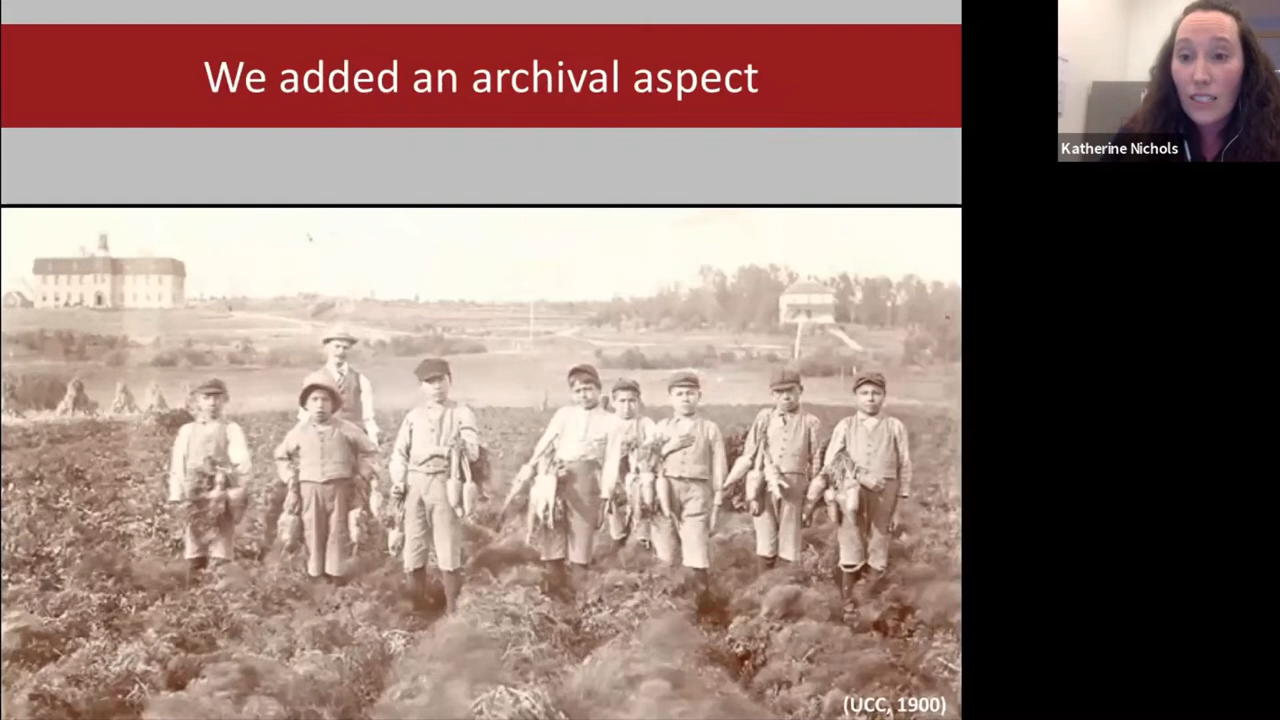 We added an archival aspect
Katherine Nichols
(UCC, 1900)